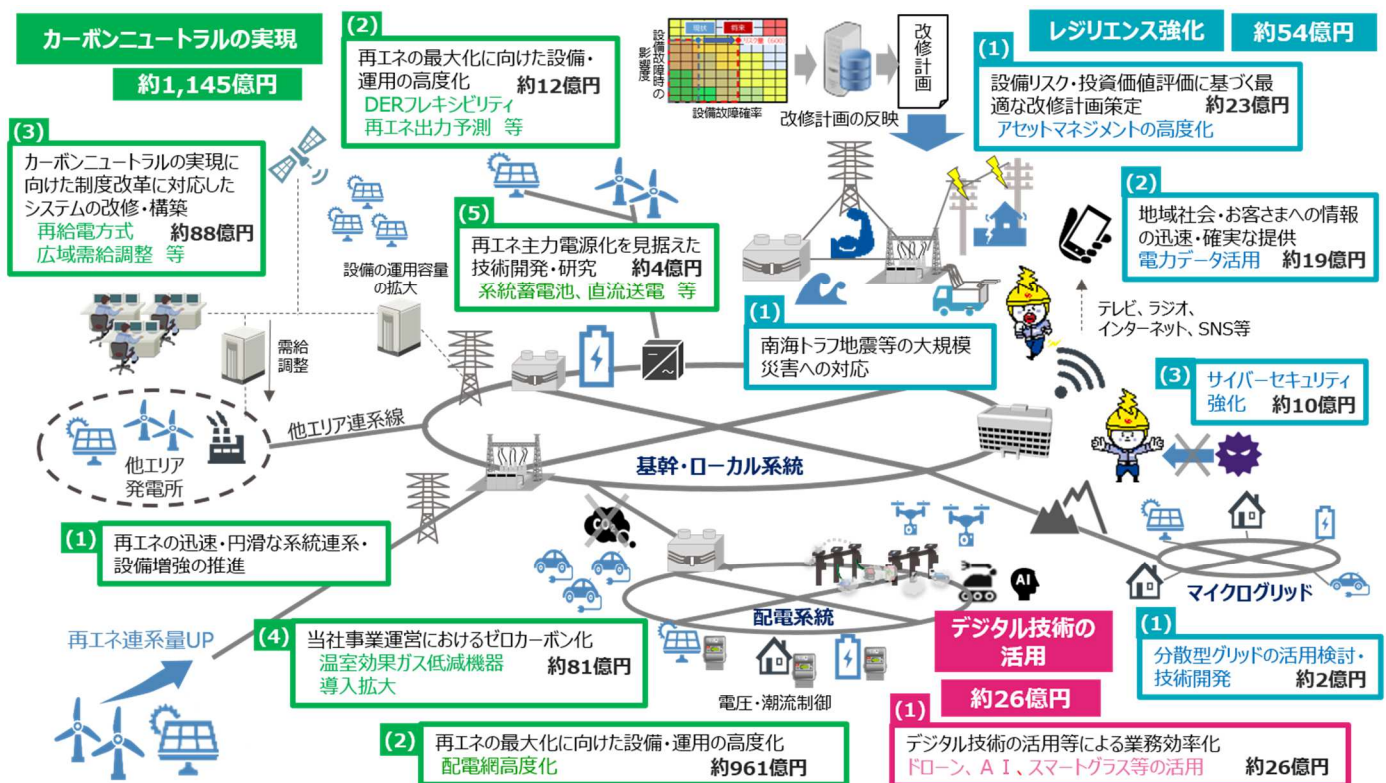 カーボンニュートラルの実現
約1,145億円
(2)
再エネの最大化に向けた設備・
運用の高度化 約12億円
DERフレキシビリティ
再エネ出力予測 等
設備故障時の
影響度
現状
将来
設備故障確率
改修計画の反映
改修計画
レジリエンス強化
約54億円
(1)
設備リスク・投資価値評価に基づく最
適な改修計画策定 約23億円
アセットマネジメントの高度化
(3)
カーボンニュートラルの実現に
向けた制度改革に対応した
システムの改修・構築
再給電方式 約88億円
広域需給調整 等
(5)
再エネ主力電源化を見据えた
技術開発・研究 約4億円
系統蓄電池、直流送電 等
(2)
地域社会・お客さまへの情報
の迅速・確実な提供
電力データ活用 約19億円
設備の運用容量
の拡大
需給
調整
(1)
南海トラフ地震等の大規模
災害への対応
テレビ、ラジオ、
インターネット、SNS等
(3)
サイバーセキュリティ
強化 約10億円
他エリア連系線
他エリア
発電所
基幹・ローカル系統
(1)
再エネの迅速・円滑な系統連系・
設備増強の推進
CO2
AI
マイクログリッド
配電系統
再エネ連系量UP
(4)
当社事業運営におけるゼロカーボン化
温室効果ガス低減機器 約81億円
導入拡大
電圧・潮流制御
デジタル技術の
活用
約26億円
(1)
分散型グリッドの活用検討・
技術開発 約2億円
(2)
再エネの最大化に向けた設備・運用の高度化
配電網高度化 約961億円
(1)
デジタル技術の活用等による業務効率化
ドローン、AI、スマートグラス等の活用 約26億円